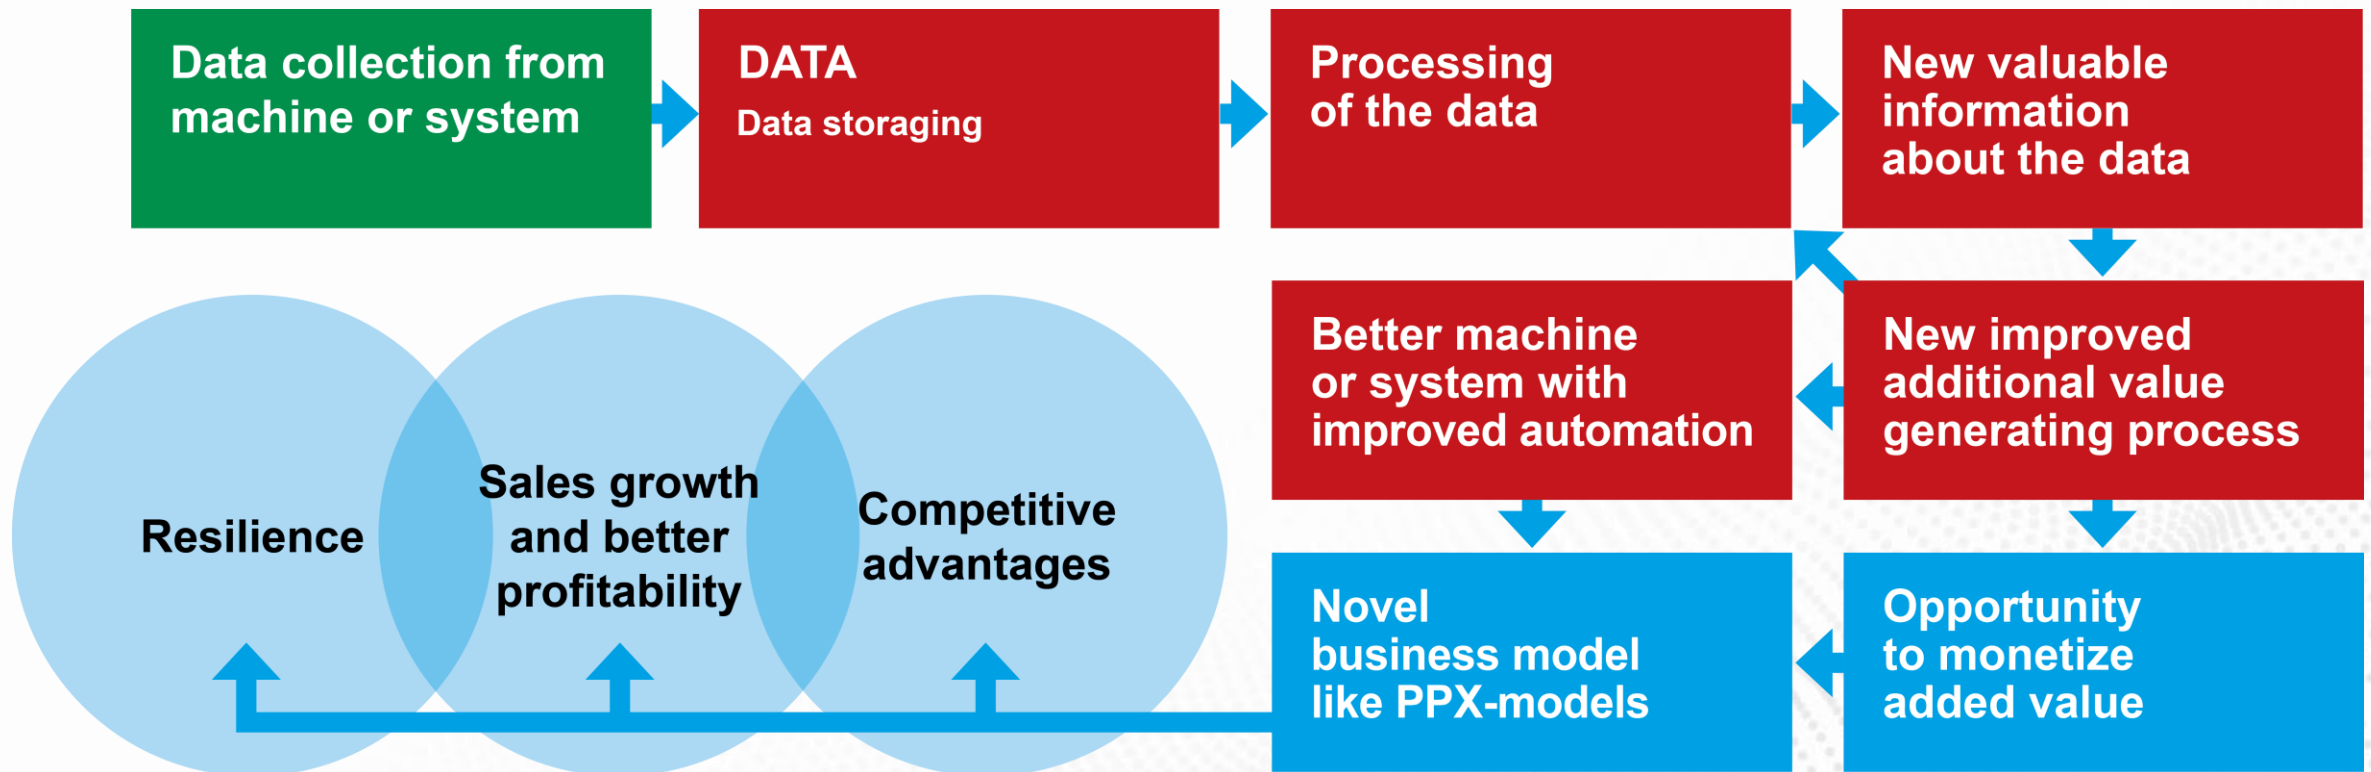 Data collection from
machine or system
DATA
Data storaging
Processing
of the data
New valuable
information
about the data
Better machine
or system with
improved automation
New improved
additional value
generating process
Resilience
Sales growth
and better
profitability
Competitive
advantages
Novel
business model
like PPX-models
Opportunity
to monetize
added value